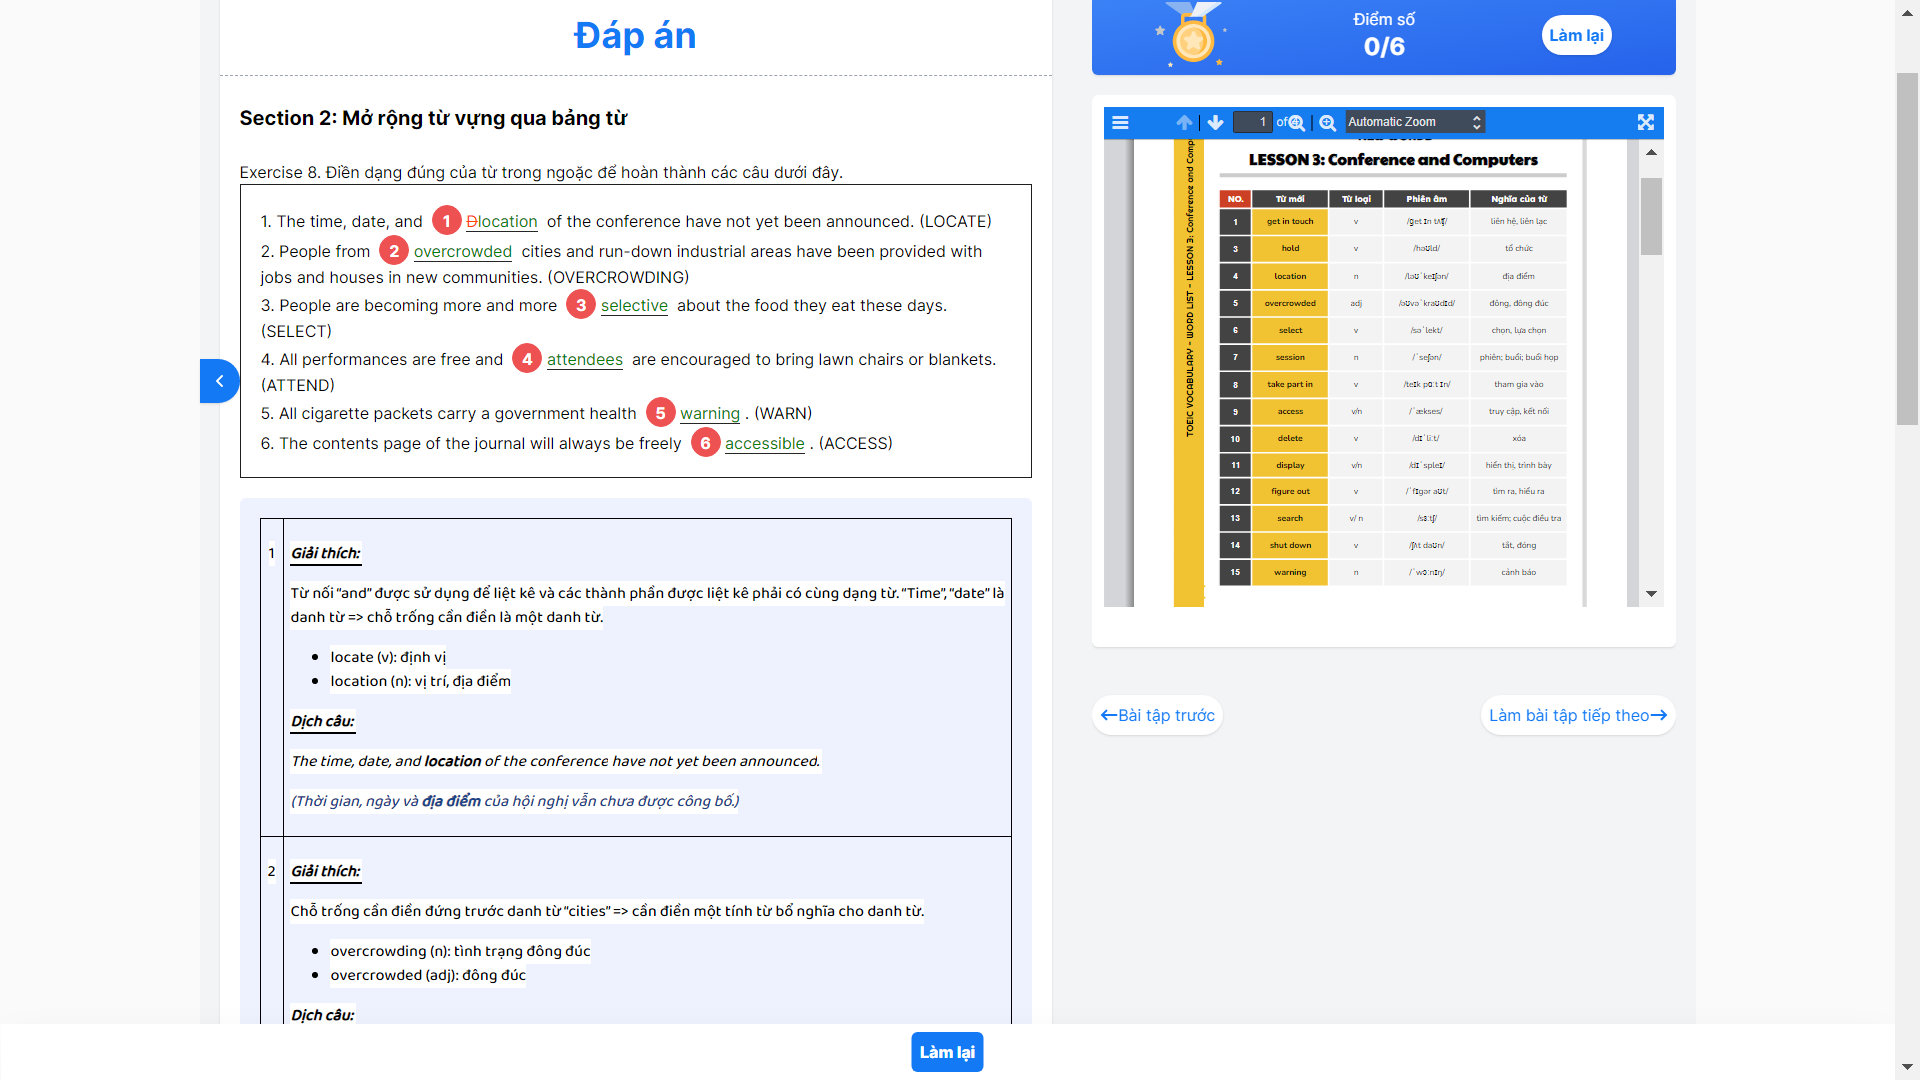 Đáp án
Section 2: Mở rộng từ vựng qua bảng từ
Exercise 8. Điền dạng đúng của từ trong ngoặc để hoàn thành các câu dưới đây.
1. The time, date, and 1 Đlocation of the conference have not yet been announced. (LOCATE)
2. People from 2 overcrowded cities and run-down industrial areas have been provided with
jobs and houses in new communities. (OVERCROWDING)
3. People are becoming more and more 3 selective about the food they eat these days.
(SELECT)
4. All performances are free and 4 attendees are encouraged to bring lawn chairs or blankets.
(ATTEND)
5. All cigarette packets carry a government health 5 warning . (WARN)
6. The contents page of the journal will always be freely 6 accessible . (ACCESS)
1 Giải thích:
Từ nối “and” được sử dụng để liệt kê và các thành phần được liệt kê phải có cùng dạng từ. “Time”, “date” là
danh từ => chỗ trống cần điền là một danh từ.
locate (v): định vị
location (n): vị trí, địa điểm
Dịch câu:
The time, date, and location of the conference have not yet been announced.
(Thời gian, ngày và địa điểm của hội nghị vẫn chưa được công bố.)
2 Giải thích:
Chỗ trống cần điền đứng trước danh từ “cities” => cần điền một tính từ bổ nghĩa cho danh từ.
overcrowding (n): tình trạng đông đúc
overcrowded (adj): đông đúc
Dịch câu:
Làm lại
Điểm số
0/6
Làm lại
1 of Automatic Zoom
TOEIC VOCABULARY - WORD LIST - LESSON 3: Conference and Comp
LESSON 3: Conference and Computers
NO. Từ mới Từ loại Phiên âm Nghĩa của từ
1 get in touch v /ɡet ɪn tʌtʃ/ liên hệ, liên lạc
3 hold v /həʊld/ tổ chức
4 location n /ləʊˈkeɪʃən/ địa điểm
5 overcrowded adj /əʊvəˈkraʊdɪd/ đông, đông đúc
6 select v /səˈlekt/ chọn, lựa chọn
7 session n /ˈseʃən/ phiên; buổi; buổi họp
8 take part in v /teɪk pɑːt ɪn/ tham gia vào
9 access v/n /ˈækses/ truy cập, kết nối
10 delete v /dɪˈliːt/ xóa
11 display v/n /dɪˈspleɪ/ hiển thị, trình bày
12 figure out v /ˈfɪɡər aʊt/ tìm ra, hiểu ra
13 search v/ n /sɜːtʃ/ tìm kiếm; cuộc điều tra
14 shut down v /ʃʌt daʊn/ tắt, đóng
15 warning n /ˈwɔːnɪŋ/ cảnh báo
Bài tập trước
Làm bài tập tiếp theo